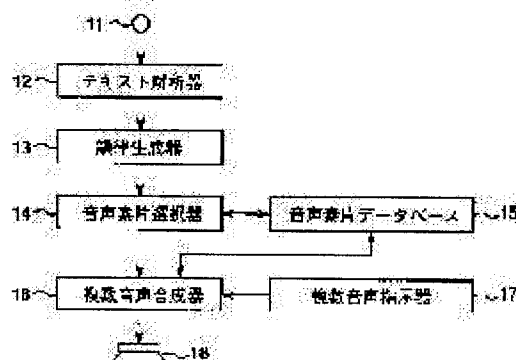 11
12 テキスト解析器
13 韻律生成器
14 音声素片選択器 音声素片データベース 15
16 複数音声合成器 複数音声指示器 17
18